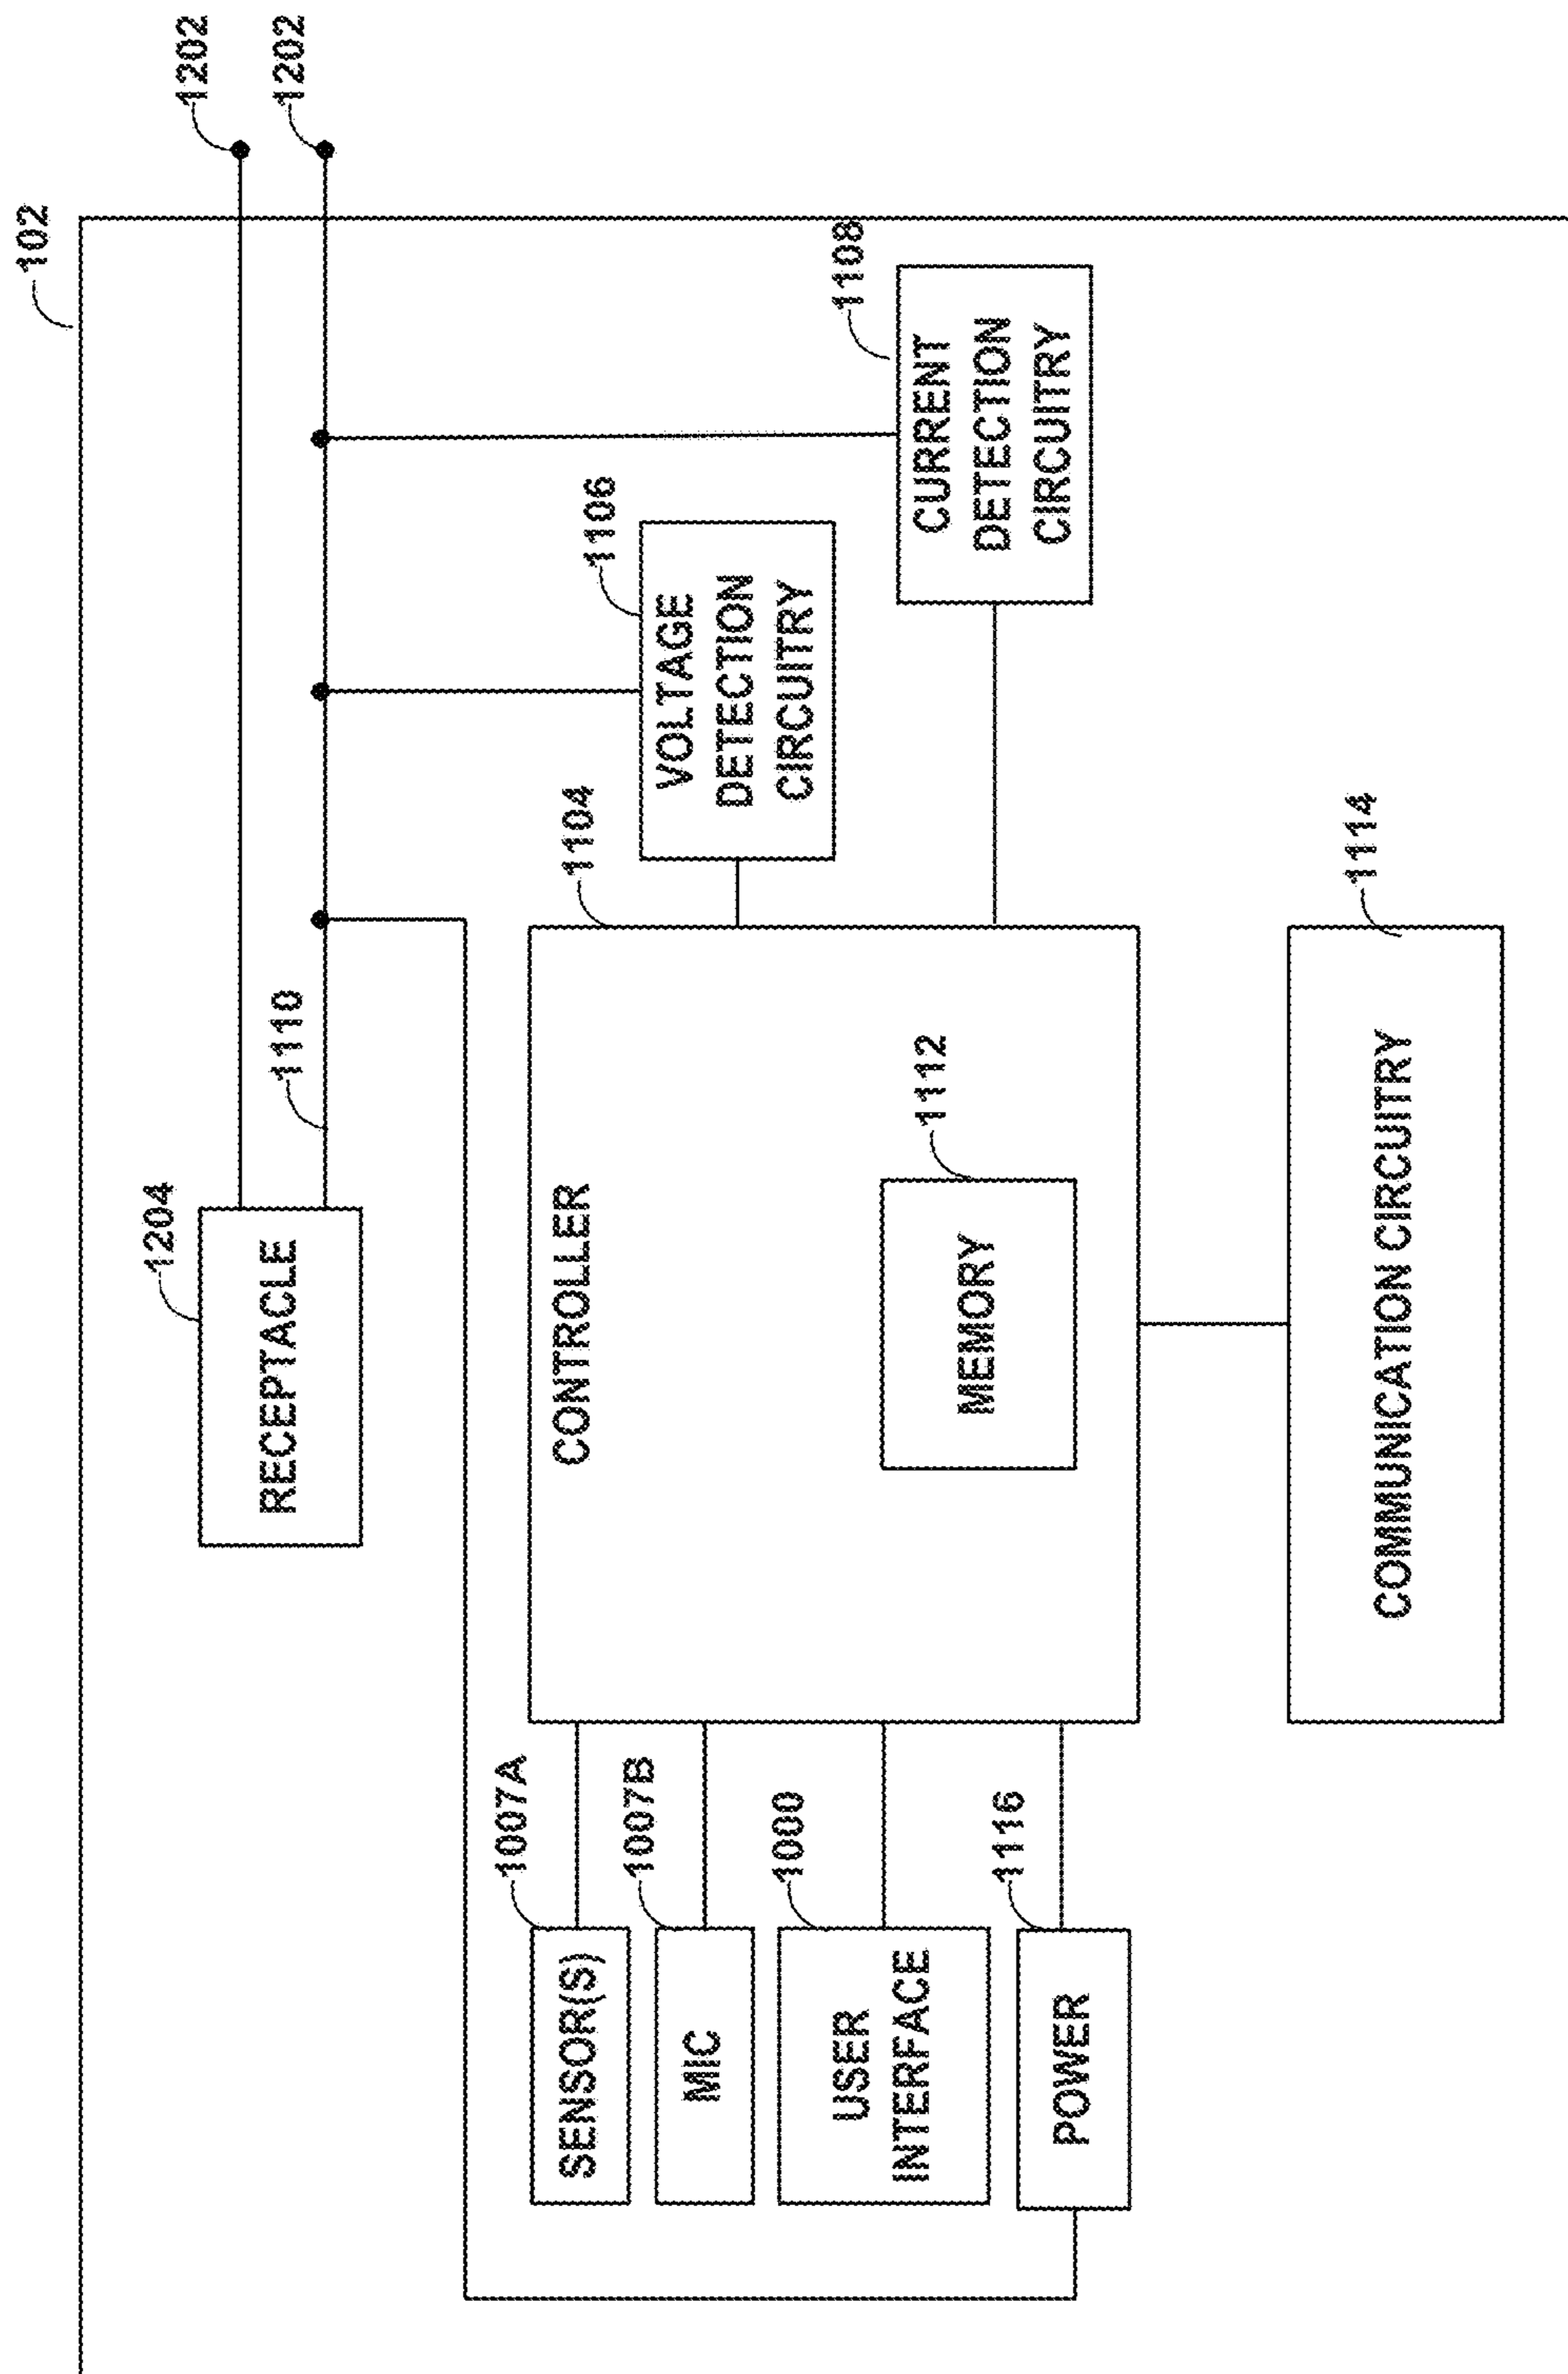 102
1202
1202
1204
RECEPTACLE
1110
1106
VOLTAGE
DETECTION
CIRCUITRY
1108
CURRENT
DETECTION
CIRCUITRY
1104
CONTROLLER
1112
MEMORY
1007A
SENSOR(S)
1007B
MIC
1000
USER
INTERFACE
1116
POWER
1114
COMMUNICATION CIRCUITRY